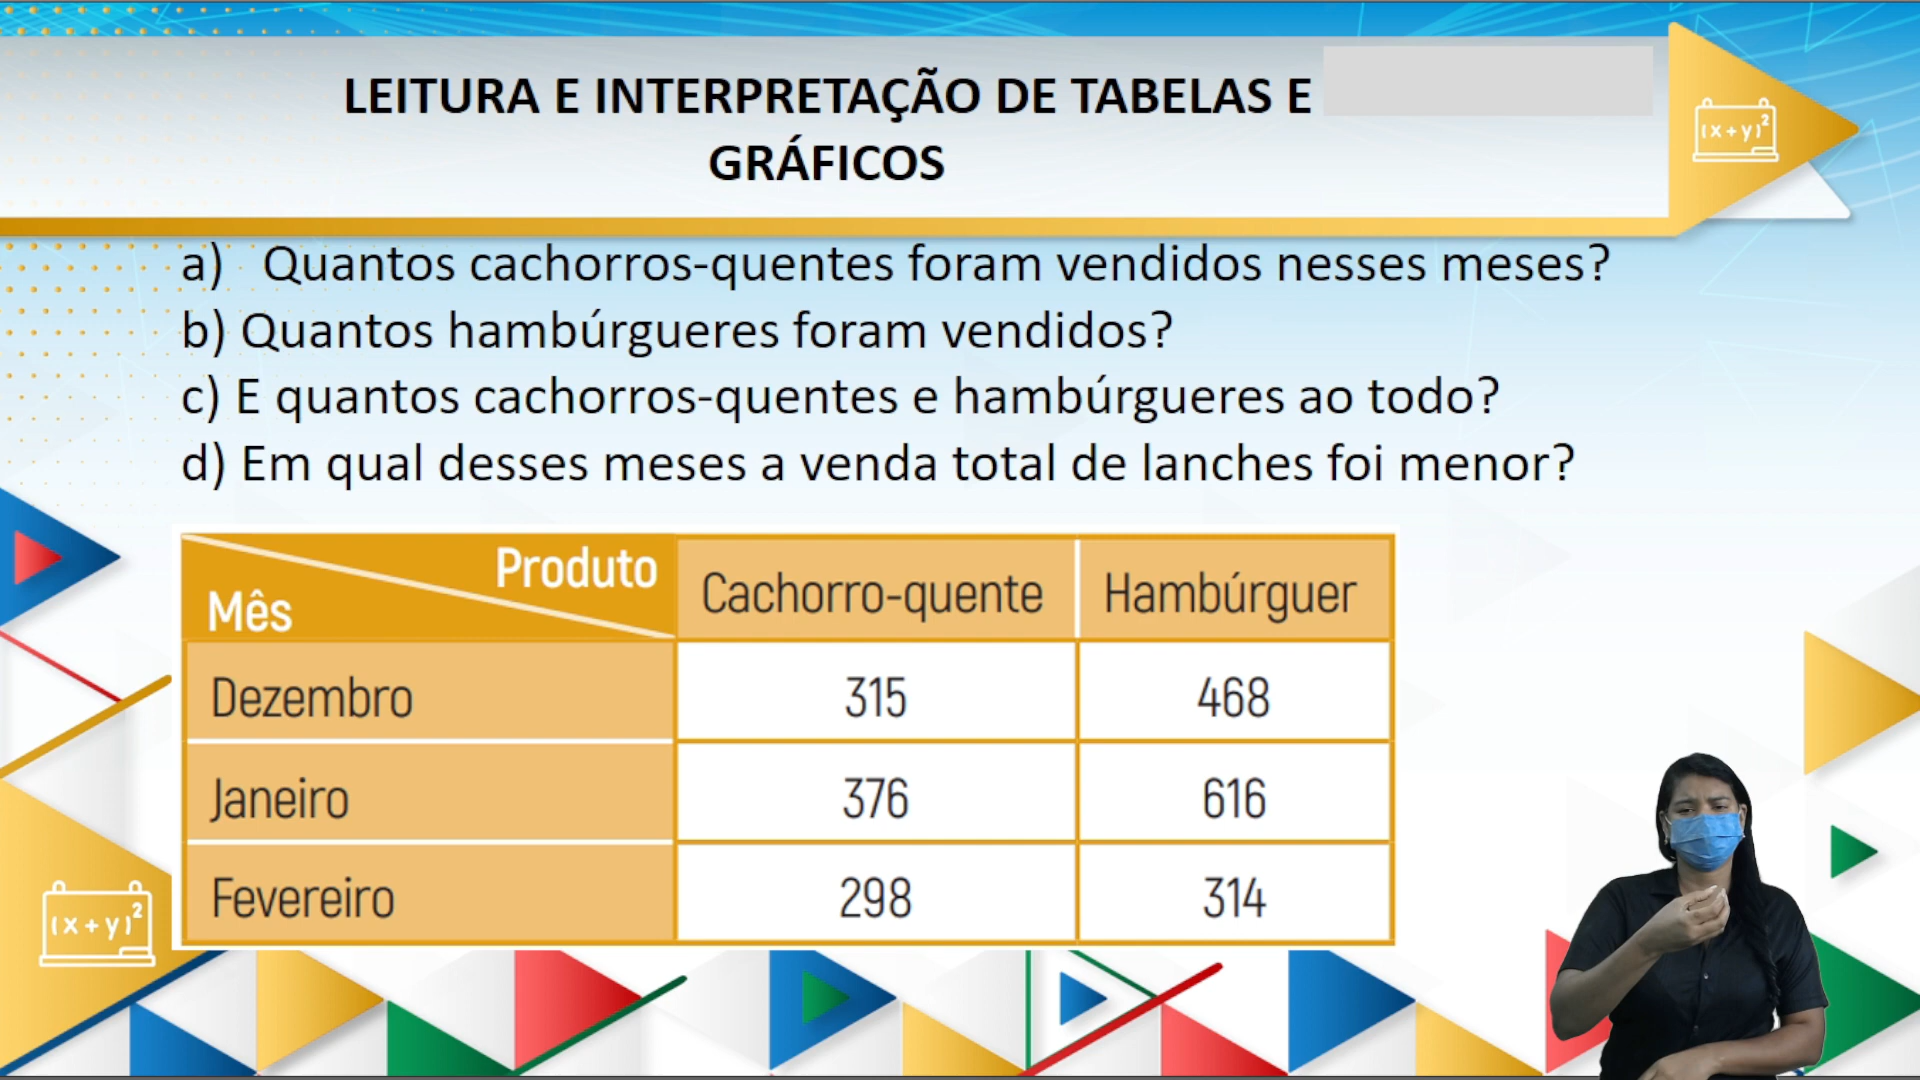 LEITURA E INTERPRETAÇÃO DE TABELAS E
GRÁFICOS
(x+y)²
a) Quantos cachorros-quentes foram vendidos nesses meses?
b) Quantos hambúrgueres foram vendidos?
c) E quantos cachorros-quentes e hambúrgueres ao todo?
d) Em qual desses meses a venda total de lanches foi menor?
Produto
Mês
Cachorro-quente Hambúrguer
Dezembro 315 468
Janeiro 376 616
Fevereiro 298 314
(x+y)²